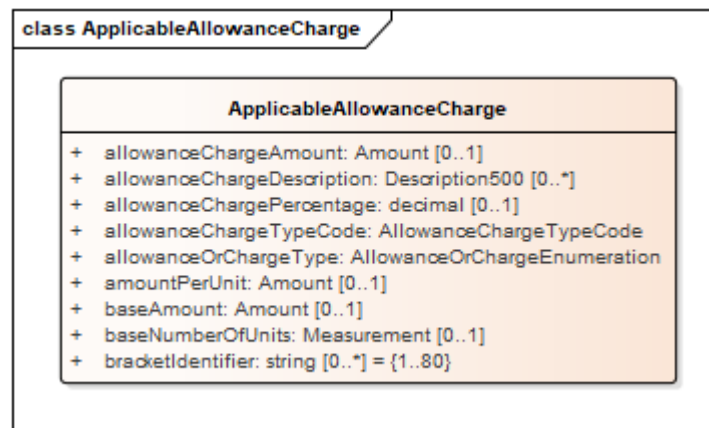 class ApplicableAllowanceCharge
ApplicableAllowanceCharge
+ allowanceChargeAmount: Amount [0..1]
+ allowanceChargeDescription: Description500 [0..*]
+ allowanceChargePercentage: decimal [0..1]
+ allowanceChargeTypeCode: AllowanceChargeTypeCode
+ allowanceOrChargeType: AllowanceOrChargeEnumeration
+ amountPerUnit: Amount [0..1]
+ baseAmount: Amount [0..1]
+ baseNumberOfUnits: Measurement [0..1]
+ bracketIdentifier: string [0..*] = {1..80}